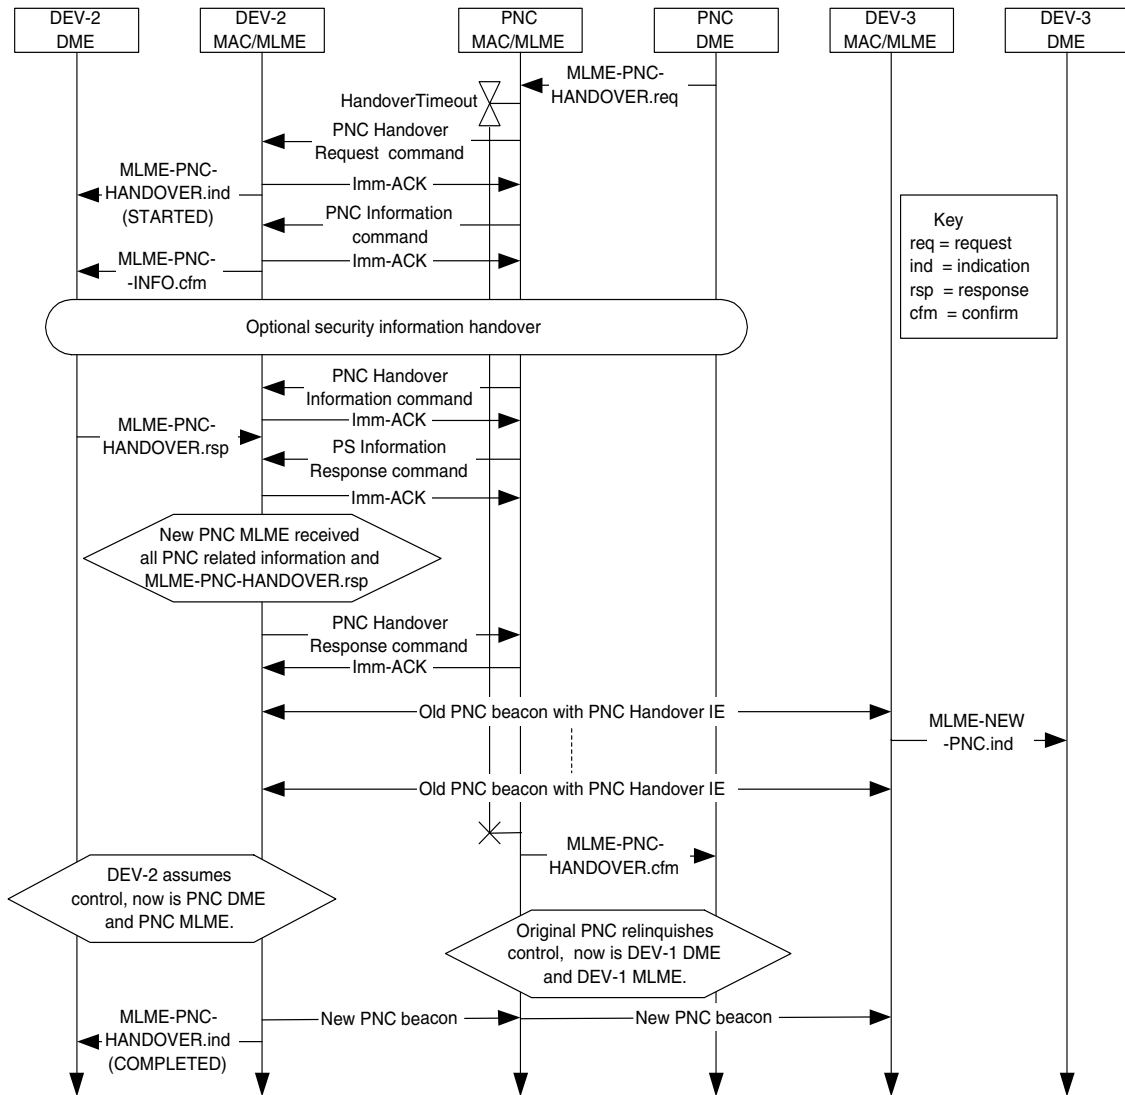 DEV-2
DME
DEV-2
MAC/MLME
PNC
MAC/MLME
PNC
DME
DEV-3
MAC/MLME
DEV-3
DME
MLME-PNC-
HANDOVER.req
HandoverTimeout
PNC Handover
Request command
MLME-PNC-
HANDOVER.ind
(STARTED)
Imm-ACK
PNC Information
command
MLME-PNC-
-INFO.cfm
Imm-ACK
Key
req = request
ind = indication
rsp = response
cfm = confirm
Optional security information handover
PNC Handover
Information command
MLME-PNC-
HANDOVER.rsp
Imm-ACK
PS Information
Response command
Imm-ACK
New PNC MLME received
all PNC related information and
MLME-PNC-HANDOVER.rsp
PNC Handover
Response command
Imm-ACK
Old PNC beacon with PNC Handover IE
MLME-NEW
-PNC.ind
Old PNC beacon with PNC Handover IE
MLME-PNC-
HANDOVER.cfm
DEV-2 assumes
control, now is PNC DME
and PNC MLME.
Original PNC relinquishes
control, now is DEV-1 DME
and DEV-1 MLME.
MLME-PNC-
HANDOVER.ind
(COMPLETED)
New PNC beacon
New PNC beacon